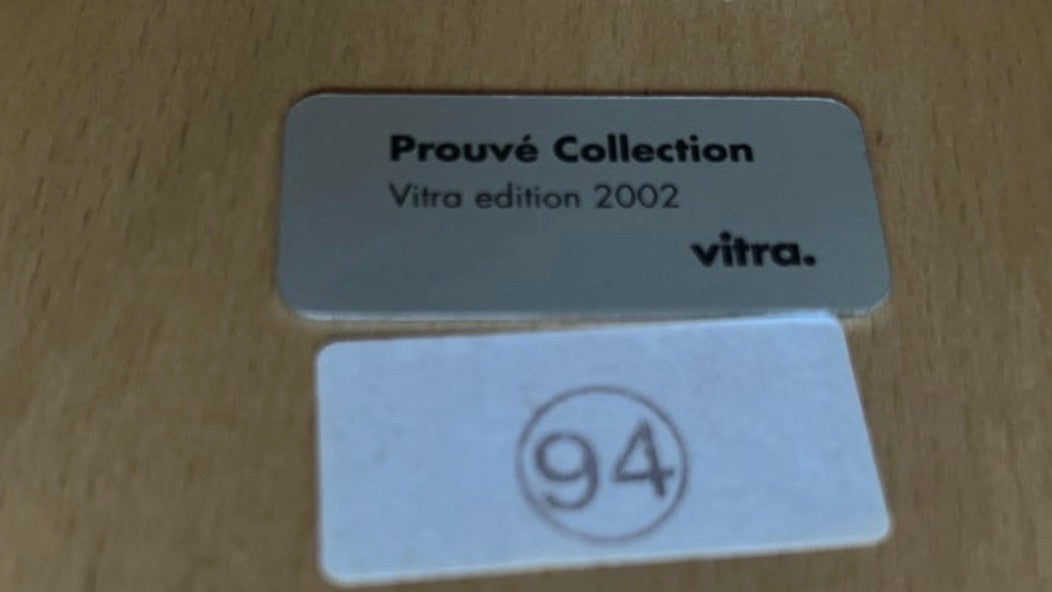 Prouvé Collection
Vitra edition 2002
vitra.
94